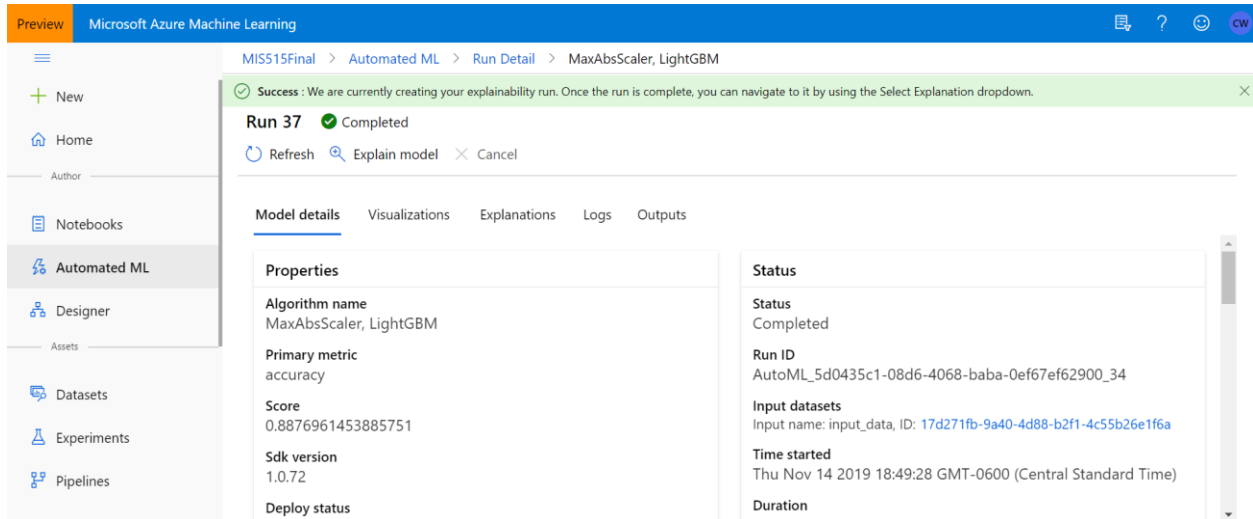 Preview Microsoft Azure Machine Learning CW
MIS515Final > Automated ML > Run Detail > MaxAbsScaler, LightGBM
Success : We are currently creating your explainability run. Once the run is complete, you can navigate to it by using the Select Explanation dropdown.
New
Home
Author
Notebooks
Automated ML
Designer
Assets
Datasets
Experiments
Pipelines
Run 37 Completed
Refresh Explain model Cancel
Model details Visualizations Explanations Logs Outputs
Properties
Algorithm name
MaxAbsScaler, LightGBM
Primary metric
accuracy
Score
0.8876961453885751
Sdk version
1.0.72
Deploy status
Status
Status
Completed
Run ID
AutoML_5d0435c1-08d6-4068-baba-0ef67ef62900_34
Input datasets
Input name: input_data, ID: 17d271fb-9a40-4d88-b2f1-4c55b26e1f6a
Time started
Thu Nov 14 2019 18:49:28 GMT-0600 (Central Standard Time)
Duration